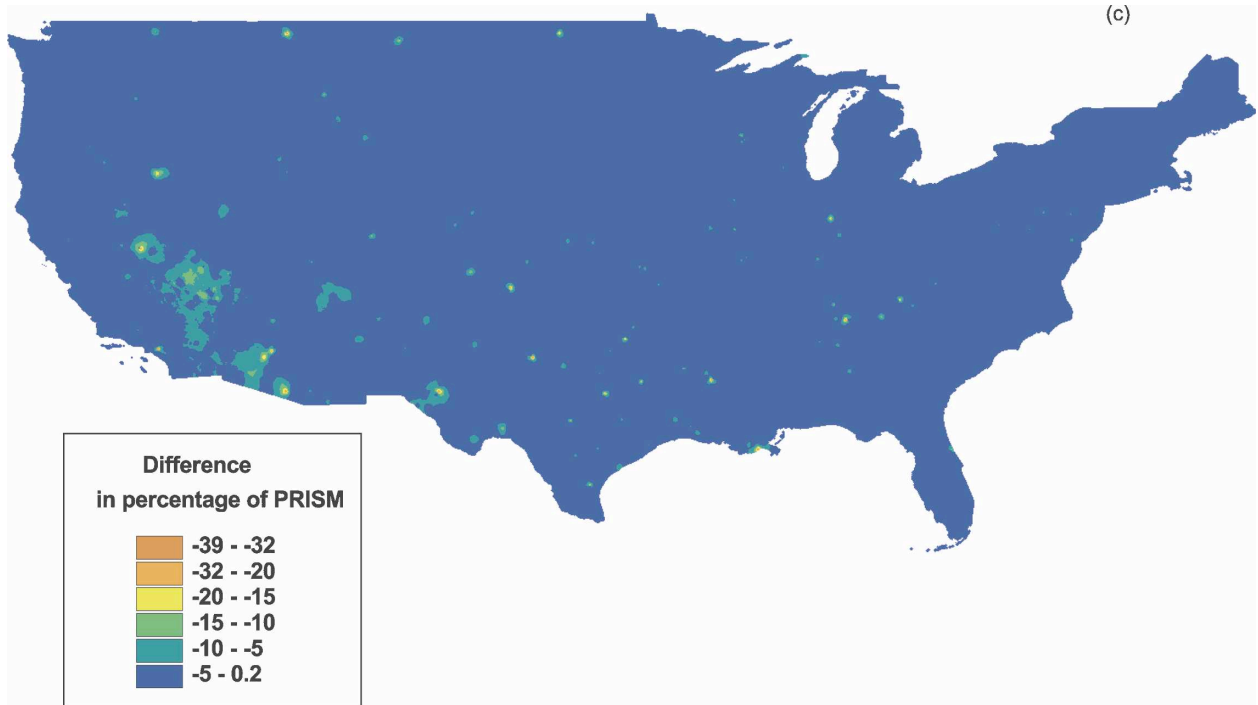 (c)
Difference
in percentage of PRISM
-39 - -32
-32 - -20
-20 - -15
-15 - -10
-10 - -5
-5 - 0.2